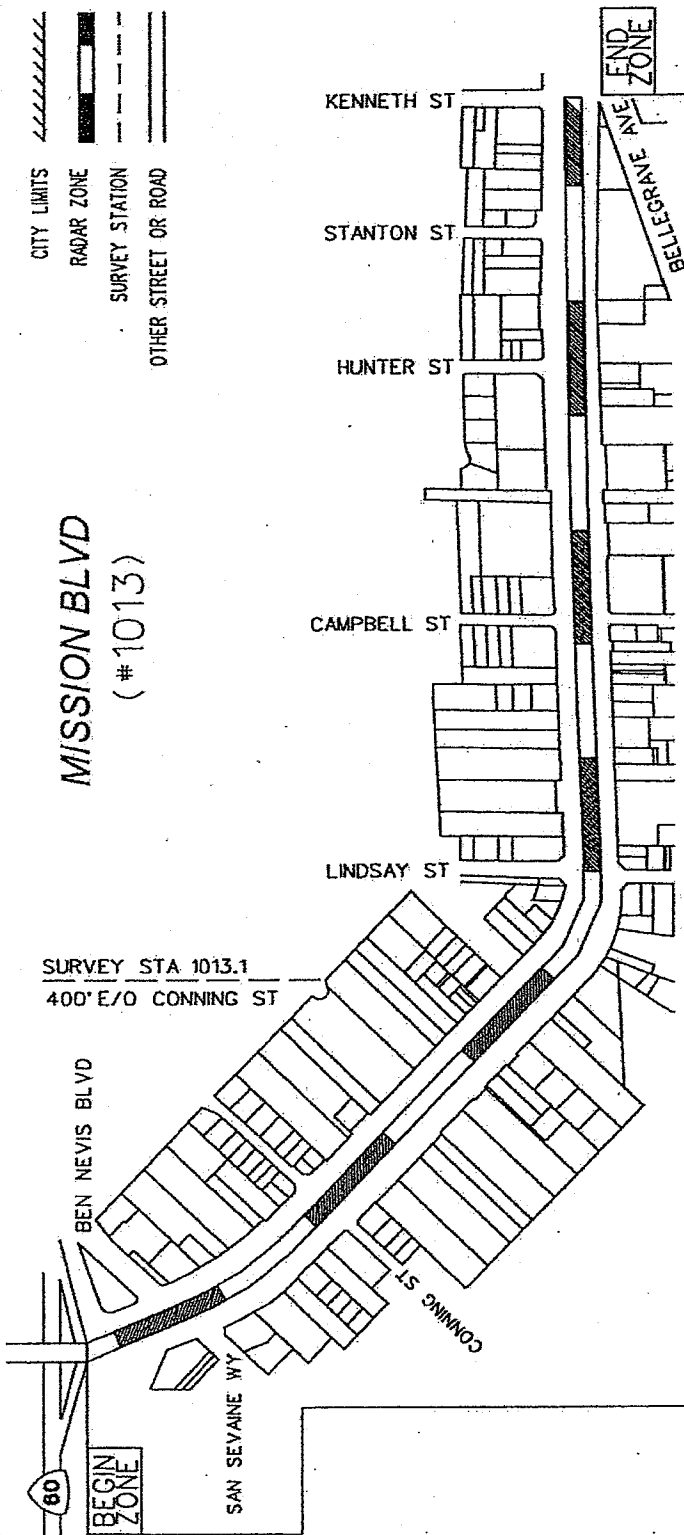 CITY LIMITS
RADAR ZONE
SURVEY STATION
OTHER STREET OR ROAD
MISSION BLVD
(#1013)
KENNETH ST
STANTON ST
HUNTER ST
CAMPBELL ST
LINDSAY ST
SURVEY STA 1013.1
400' E/O CONNING ST
BEN NEVIS BLVD
SAN SEVAINE WY
CONNING ST
BELLEGRAVE AVE
END
ZONE
60
BEGIN
ZONE